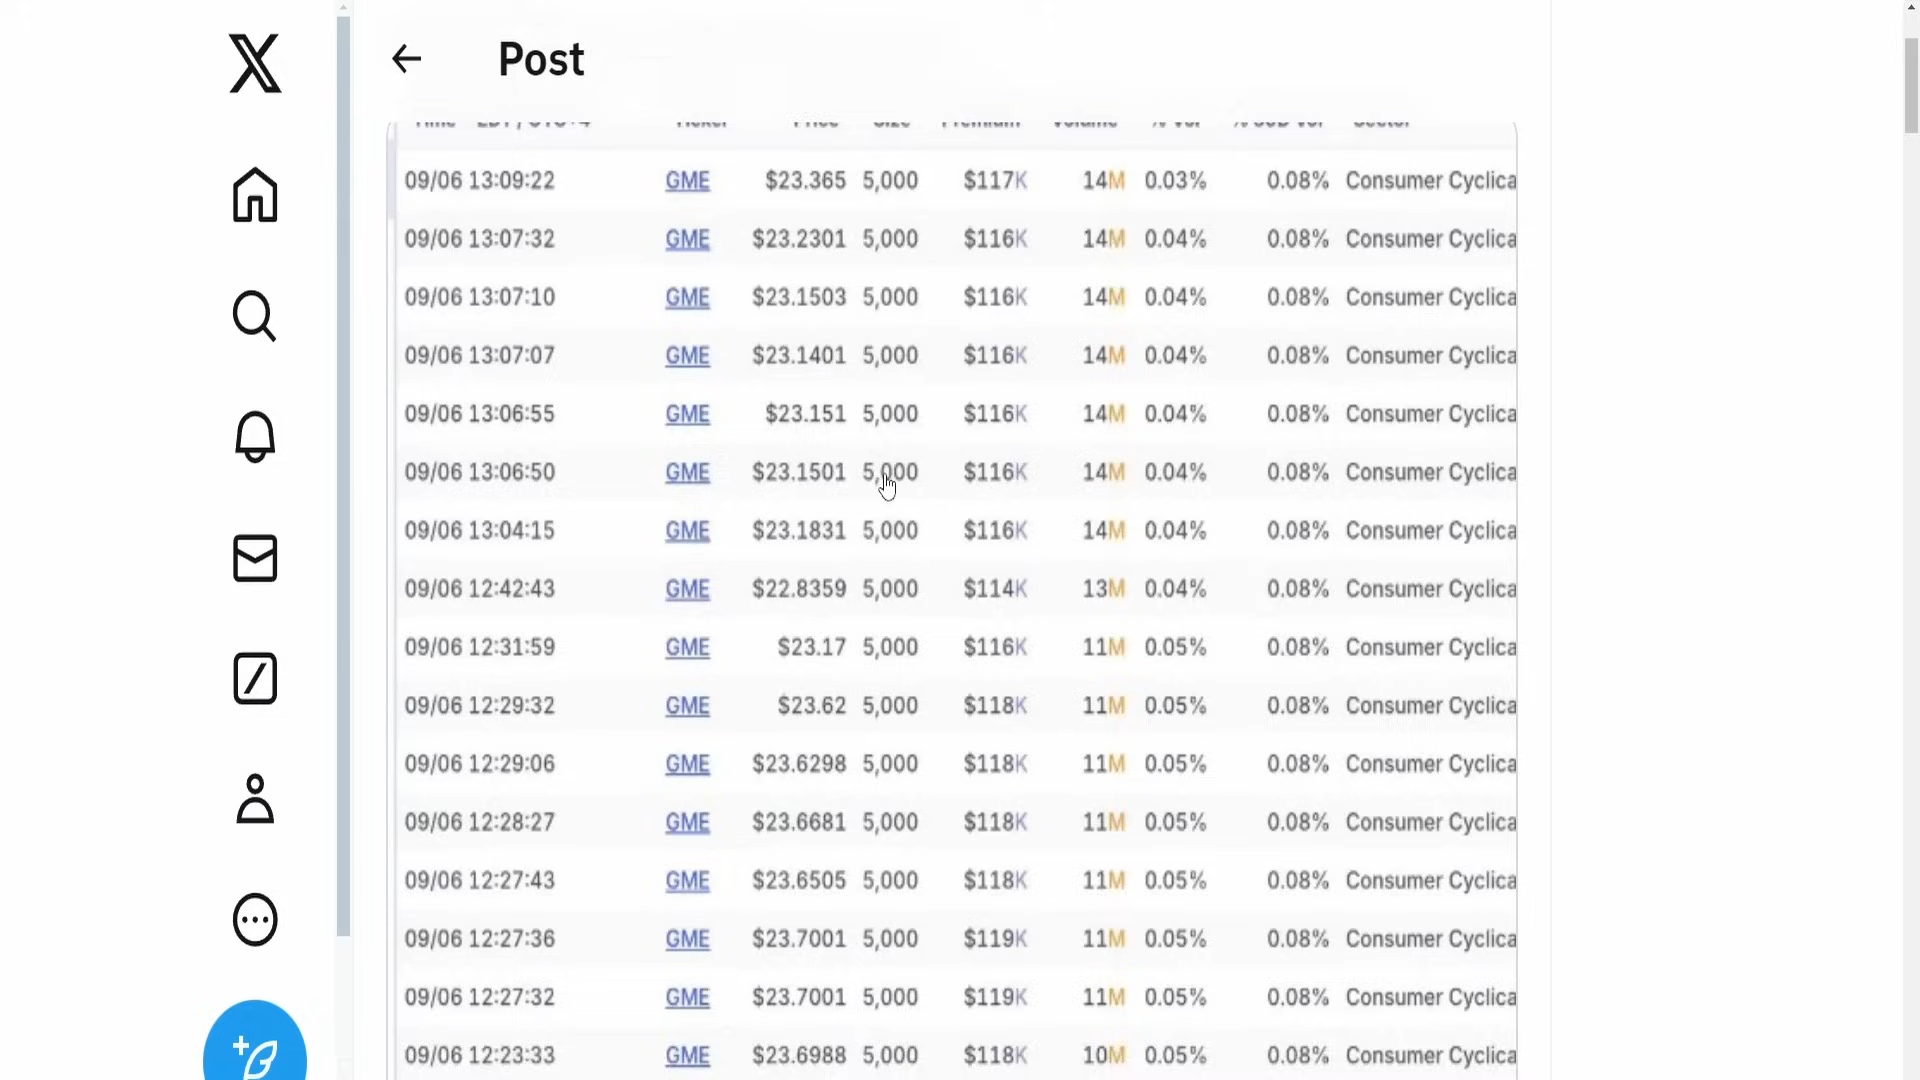 Post
Time EDT / UTC-4 Ticker Price Size Premium Volume % Vol % 30D Vol Sector
09/06 13:09:22 GME $23.365 5,000 $117K 14M 0.03% 0.08% Consumer Cyclica
09/06 13:07:32 GME $23.2301 5,000 $116K 14M 0.04% 0.08% Consumer Cyclica
09/06 13:07:10 GME $23.1503 5,000 $116K 14M 0.04% 0.08% Consumer Cyclica
09/06 13:07:07 GME $23.1401 5,000 $116K 14M 0.04% 0.08% Consumer Cyclica
09/06 13:06:55 GME $23.151 5,000 $116K 14M 0.04% 0.08% Consumer Cyclica
09/06 13:06:50 GME $23.1501 5,000 $116K 14M 0.04% 0.08% Consumer Cyclica
09/06 13:04:15 GME $23.1831 5,000 $116K 14M 0.04% 0.08% Consumer Cyclica
09/06 12:42:43 GME $22.8359 5,000 $114K 13M 0.04% 0.08% Consumer Cyclica
09/06 12:31:59 GME $23.17 5,000 $116K 11M 0.05% 0.08% Consumer Cyclica
09/06 12:29:32 GME $23.62 5,000 $118K 11M 0.05% 0.08% Consumer Cyclica
09/06 12:29:06 GME $23.6298 5,000 $118K 11M 0.05% 0.08% Consumer Cyclica
09/06 12:28:27 GME $23.6681 5,000 $118K 11M 0.05% 0.08% Consumer Cyclica
09/06 12:27:43 GME $23.6505 5,000 $118K 11M 0.05% 0.08% Consumer Cyclica
09/06 12:27:36 GME $23.7001 5,000 $119K 11M 0.05% 0.08% Consumer Cyclica
09/06 12:27:32 GME $23.7001 5,000 $119K 11M 0.05% 0.08% Consumer Cyclica
09/06 12:23:33 GME $23.6988 5,000 $118K 10M 0.05% 0.08% Consumer Cyclica